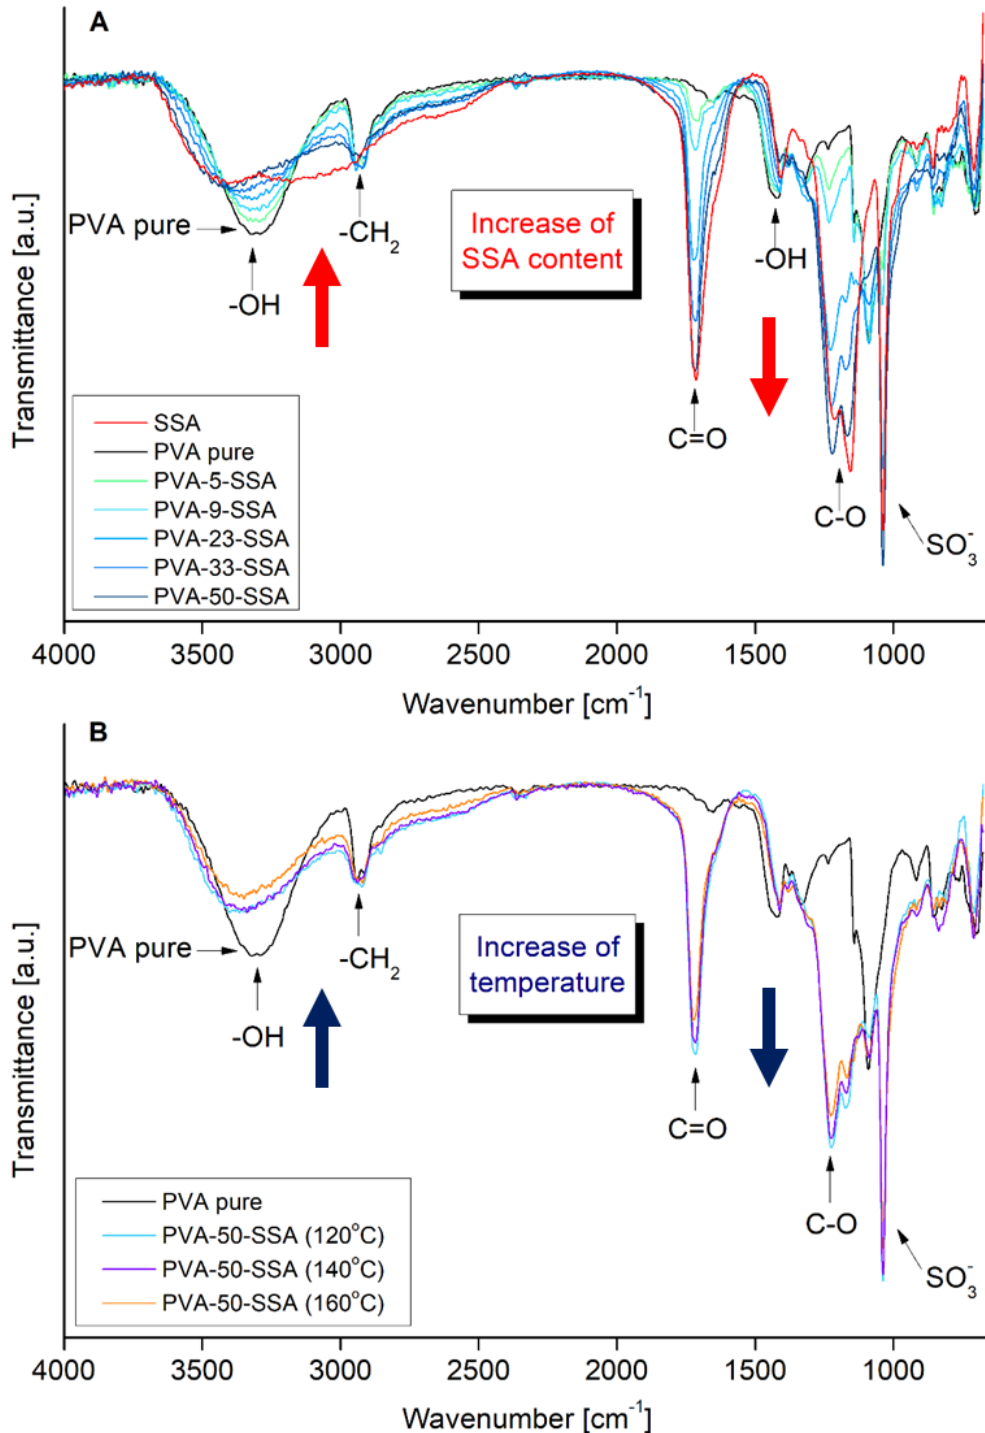 A
PVA pure
-OH
-CH₂
Increase of
SSA content
-OH
C=O
C-O
SO₃⁻
SSA
PVA pure
PVA-5-SSA
PVA-9-SSA
PVA-23-SSA
PVA-33-SSA
PVA-50-SSA
Transmittance [a.u.]
4000 3500 3000 2500 2000 1500 1000
Wavenumber [cm⁻¹]
B
PVA pure
-OH
-CH₂
Increase of
temperature
C=O
C-O
SO₃⁻
PVA pure
PVA-50-SSA (120°C)
PVA-50-SSA (140°C)
PVA-50-SSA (160°C)
Transmittance [a.u.]
4000 3500 3000 2500 2000 1500 1000
Wavenumber [cm⁻¹]